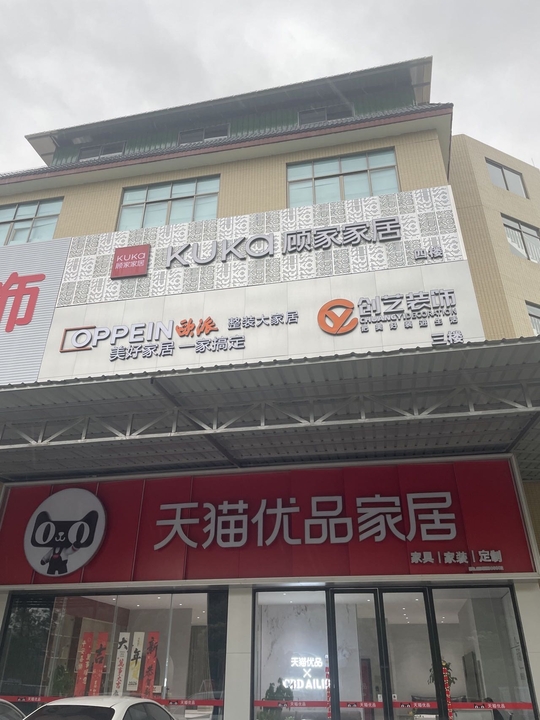 饰
KUKA
顾家家居
KUKa 顾家家居
四楼
OPPEIN 欧派 整装大家居
美好家居 一家搞定
创艺装饰
三楼
天猫优品家居
家具 | 家装 | 定制
天猫优品
X